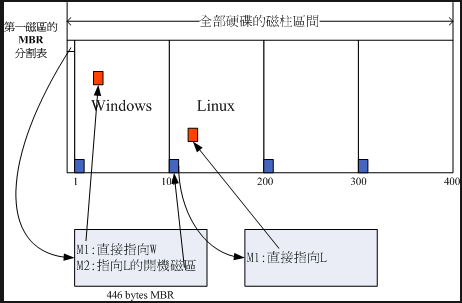 全部硬碟的磁柱區間
第一磁區的
MBR
分割表
Windows
Linux
1
100
200
300
400
M1:直接指向W
M2:指向L的開機磁區
M1:直接指向L
446 bytes MBR